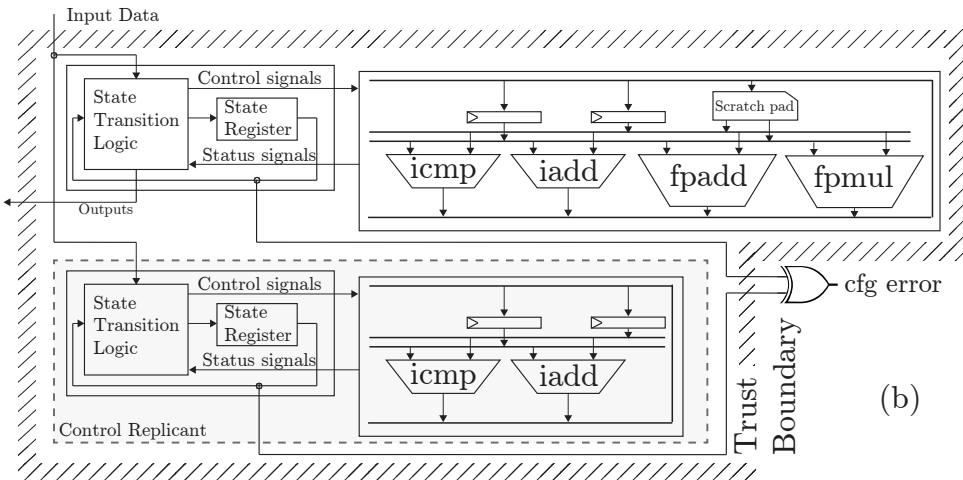 Input Data
Control signals
State
Transition
Logic
State
Register
Status signals
Outputs
Scratch pad
icmp
iadd
fpadd
fpmul
Control signals
State
Transition
Logic
State
Register
Status signals
icmp
iadd
Control Replicant
cfg error
Trust
Boundary
(b)